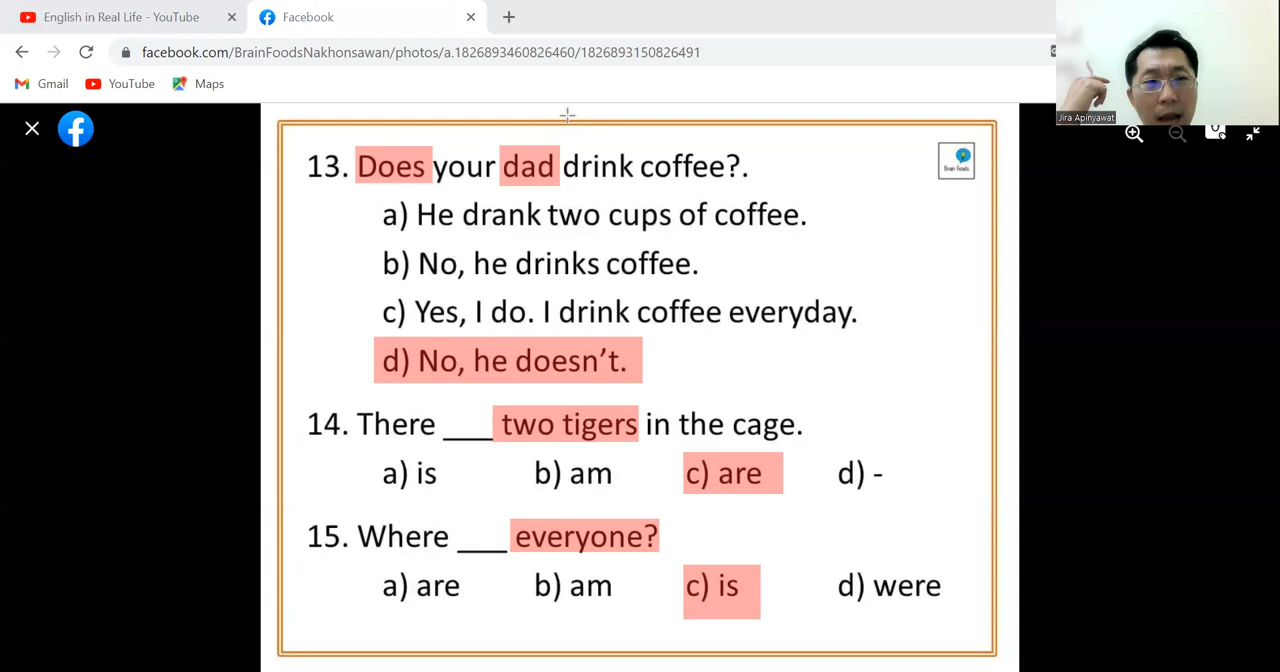 English in Real Life - YouTube
Facebook
facebook.com/BrainFoodsNakhonsawan/photos/a.1826893460826460/1826893150826491
Gmail YouTube Maps
Jira Apinyawat
Brain Foods
13. Does your dad drink coffee?.
a) He drank two cups of coffee.
b) No, he drinks coffee.
c) Yes, I do. I drink coffee everyday.
d) No, he doesn’t.
14. There ___ two tigers in the cage.
a) is b) am c) are d) -
15. Where ___ everyone?
a) are b) am c) is d) were